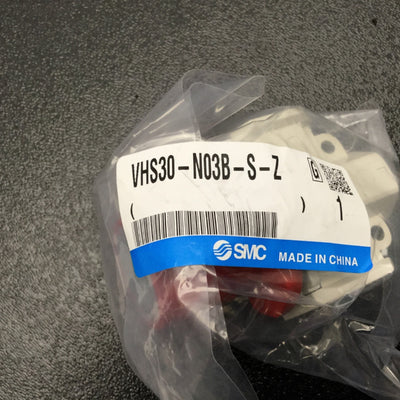 VHS30-N03B-S-Z
G
( ) 1
SMC MADE IN CHINA